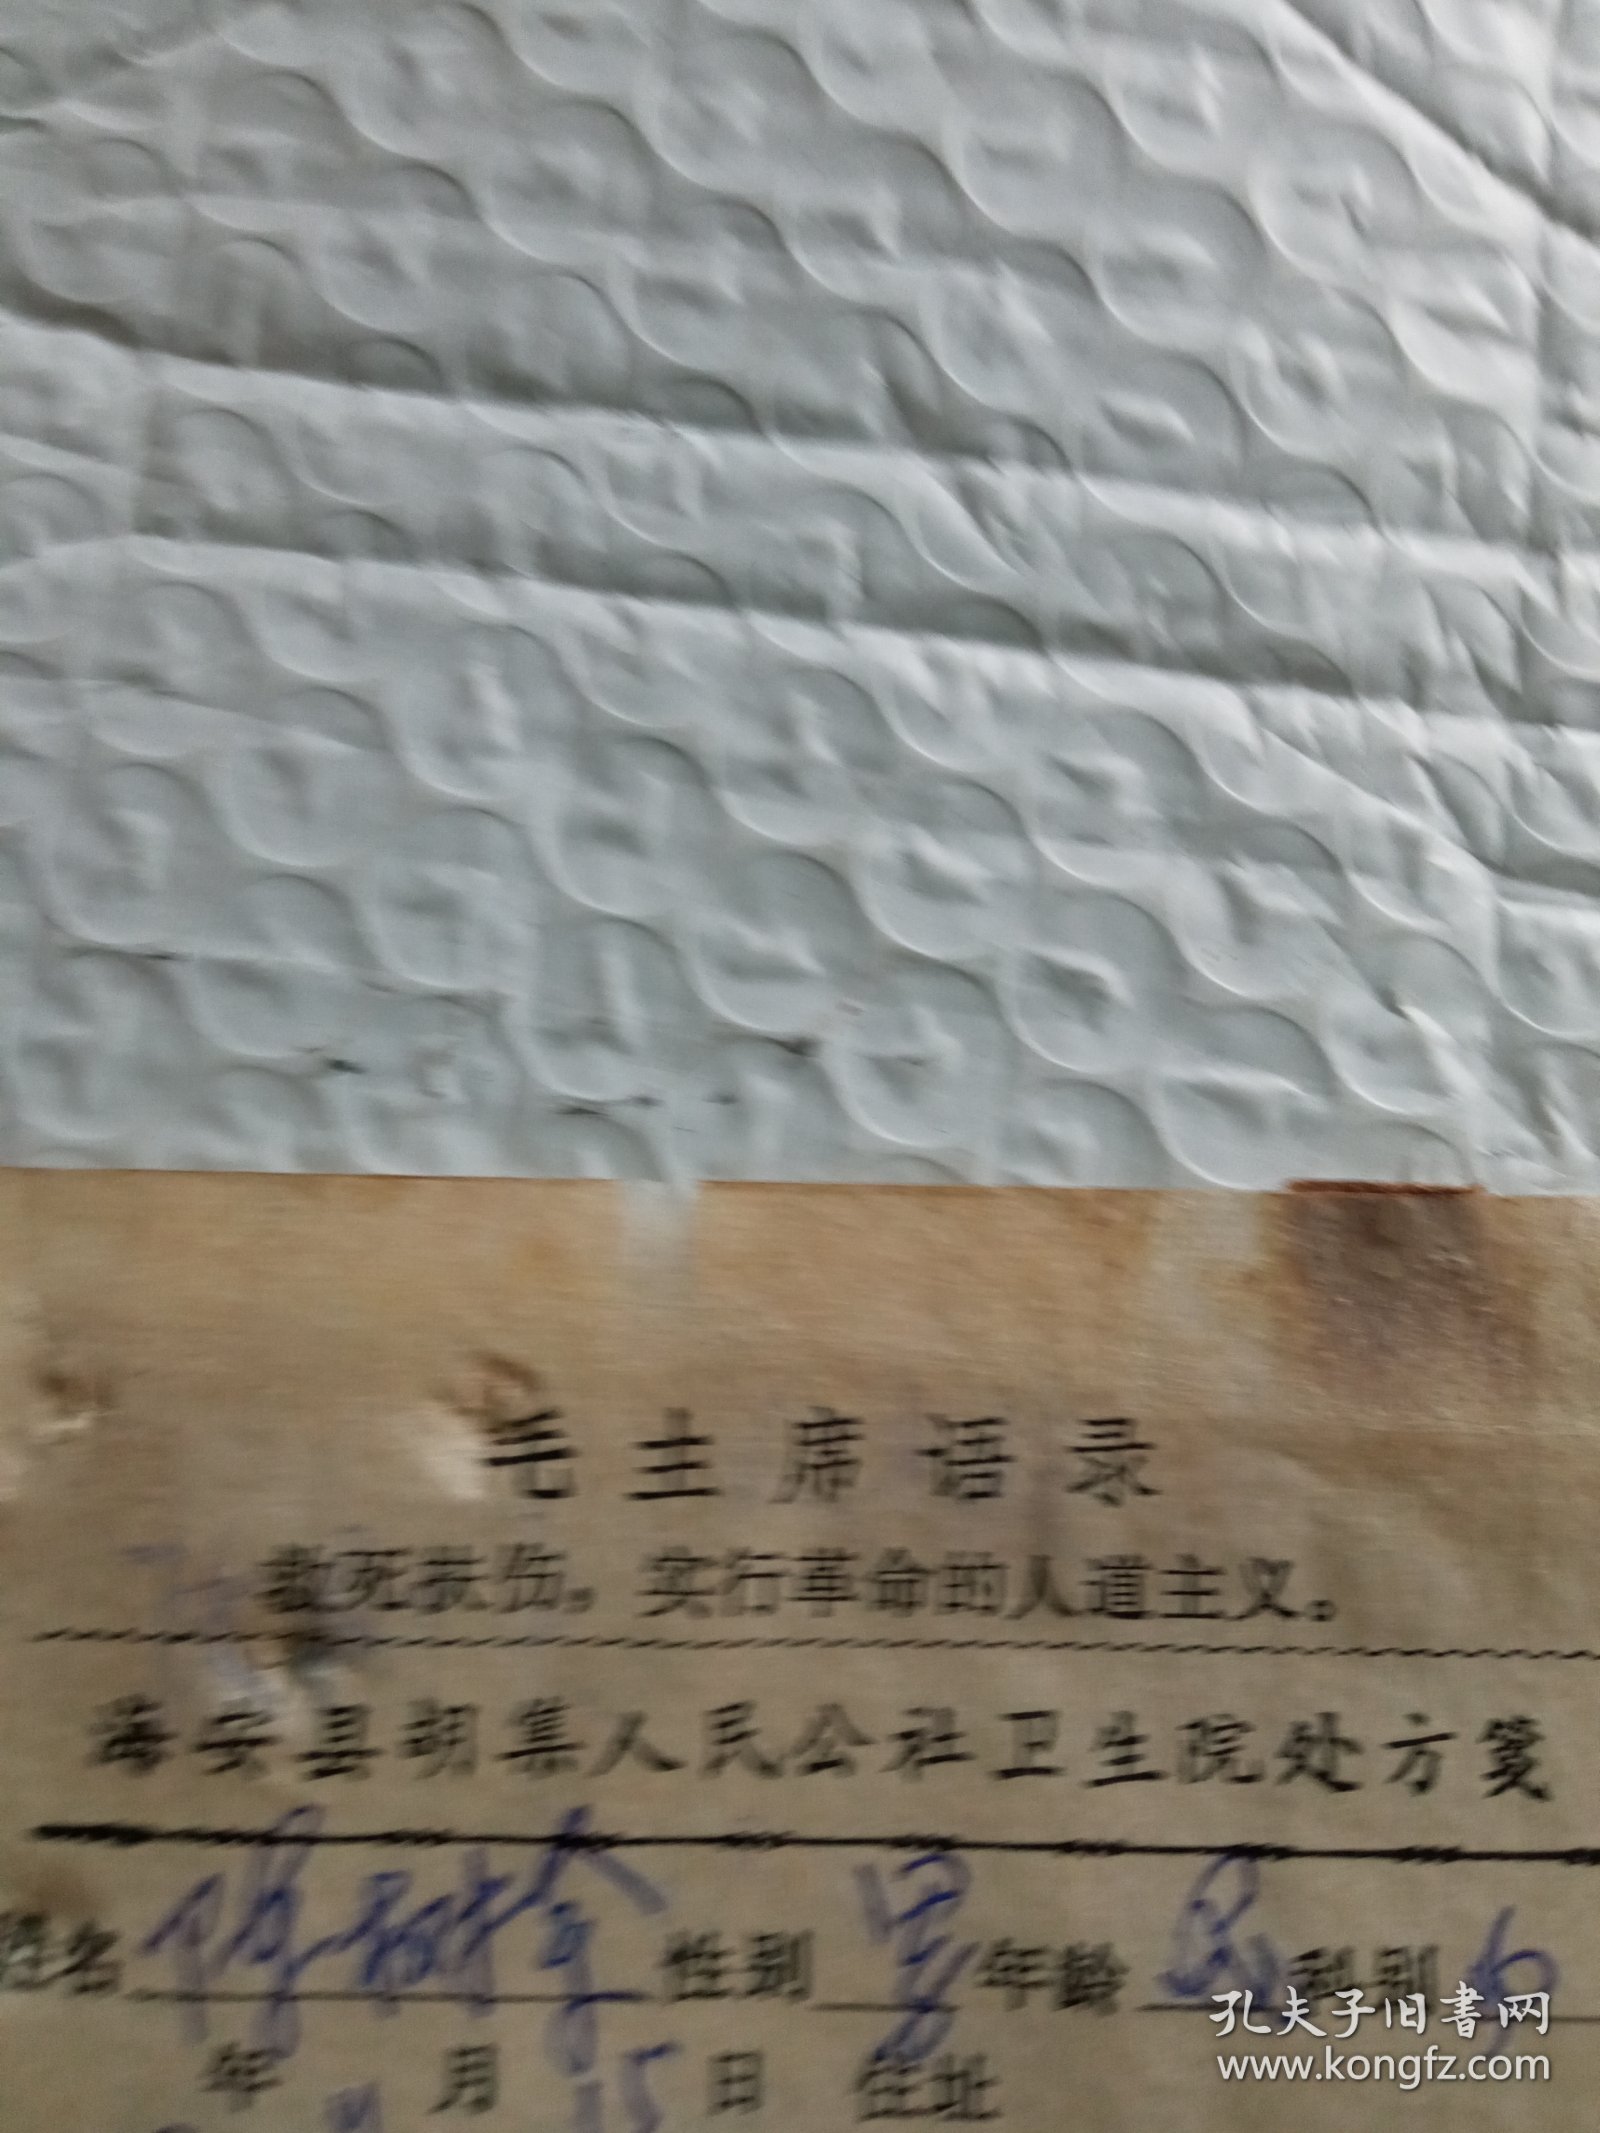 毛主席语录
救死扶伤，实行革命的人道主义。
海安县胡集人民公社卫生院处方笺
姓名 性别 男 年龄 科别
年 月 15 日 住址
孔夫子旧书网
www.kongfz.com